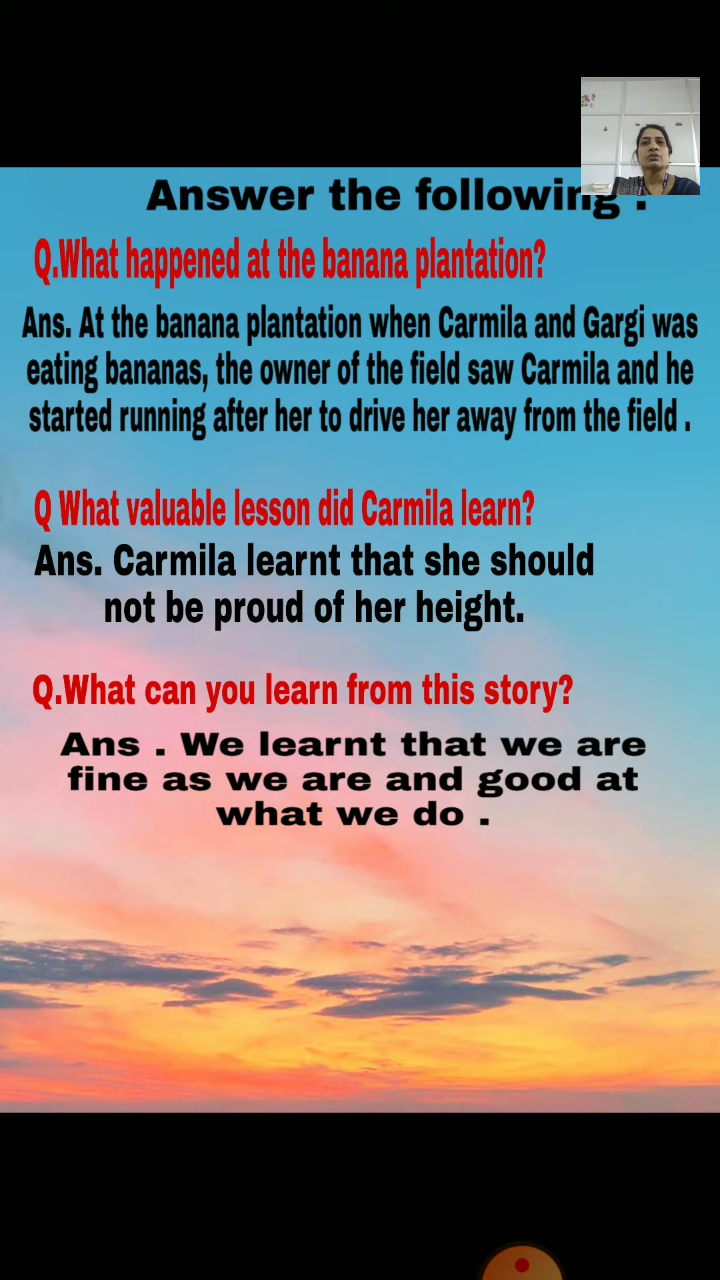 Answer the following :
Q.What happened at the banana plantation?
Ans. At the banana plantation when Carmila and Gargi was
eating bananas, the owner of the field saw Carmila and he
started running after her to drive her away from the field .
Q What valuable lesson did Carmila learn?
Ans. Carmila learnt that she should
not be proud of her height.
Q.What can you learn from this story?
Ans . We learnt that we are
fine as we are and good at
what we do .